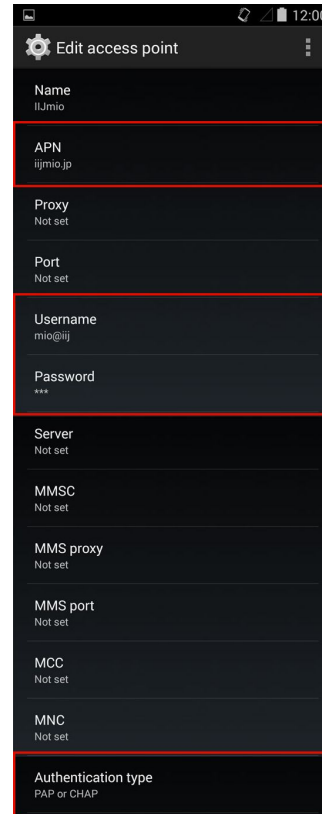 12:00
Edit access point
Name
IIJmio
APN
iijmio.jp
Proxy
Not set
Port
Not set
Username
mio@iij
Password
***
Server
Not set
MMSC
Not set
MMS proxy
Not set
MMS port
Not set
MCC
Not set
MNC
Not set
Authentication type
PAP or CHAP